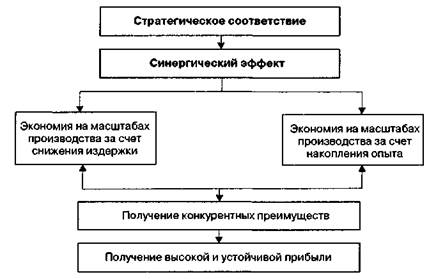 Стратегическое соответствие
Синергический эффект
Экономия на масштабах
производства за счет
снижения издержки
Экономия на масштабах
производства за счет
накопления опыта
Получение конкурентных преимуществ
Получение высокой и устойчивой прибыли